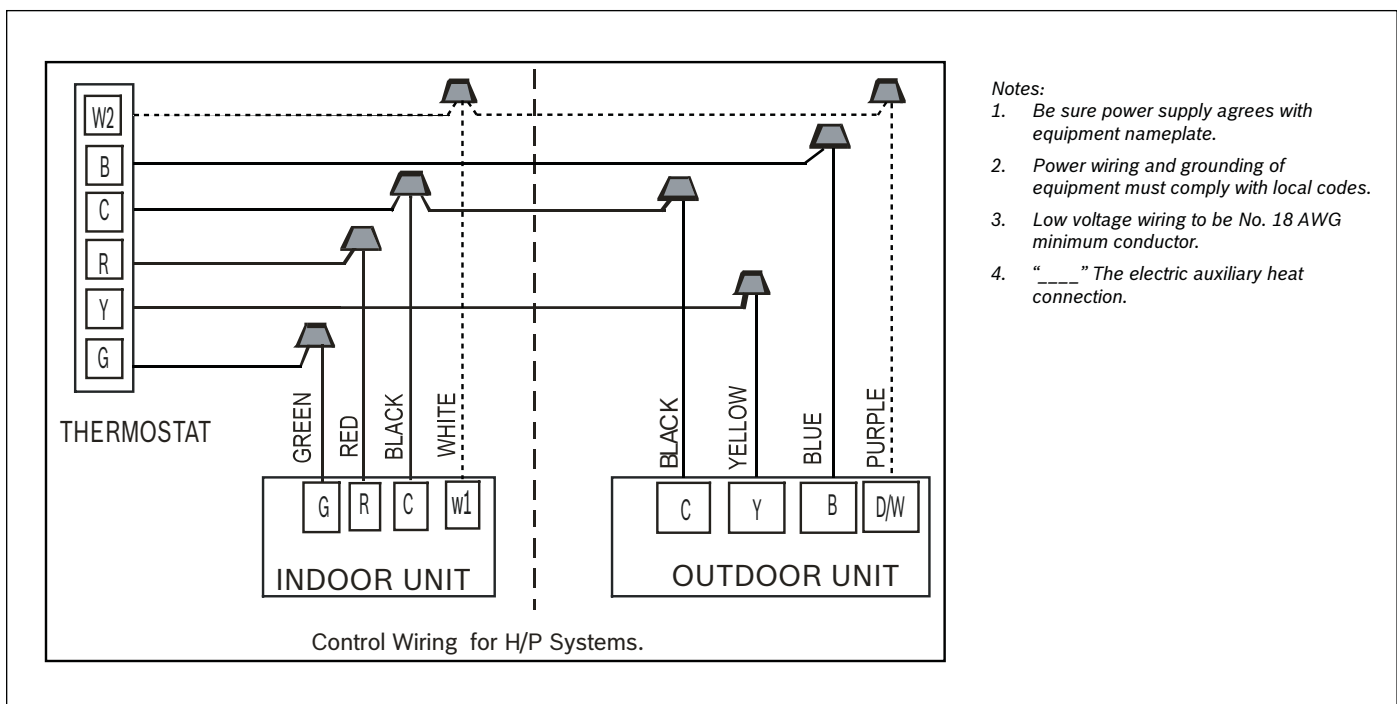 W2
B
C
R
Y
G
THERMOSTAT
GREEN
RED
BLACK
WHITE
BLACK
YELLOW
BLUE
PURPLE
G
R
C
w1
INDOOR UNIT
C
Y
B
D/W
OUTDOOR UNIT
Control Wiring for H/P Systems.
Notes:
1. Be sure power supply agrees with
equipment nameplate.
2. Power wiring and grounding of
equipment must comply with local codes.
3. Low voltage wiring to be No. 18 AWG
minimum conductor.
4. “____” The electric auxiliary heat
connection.